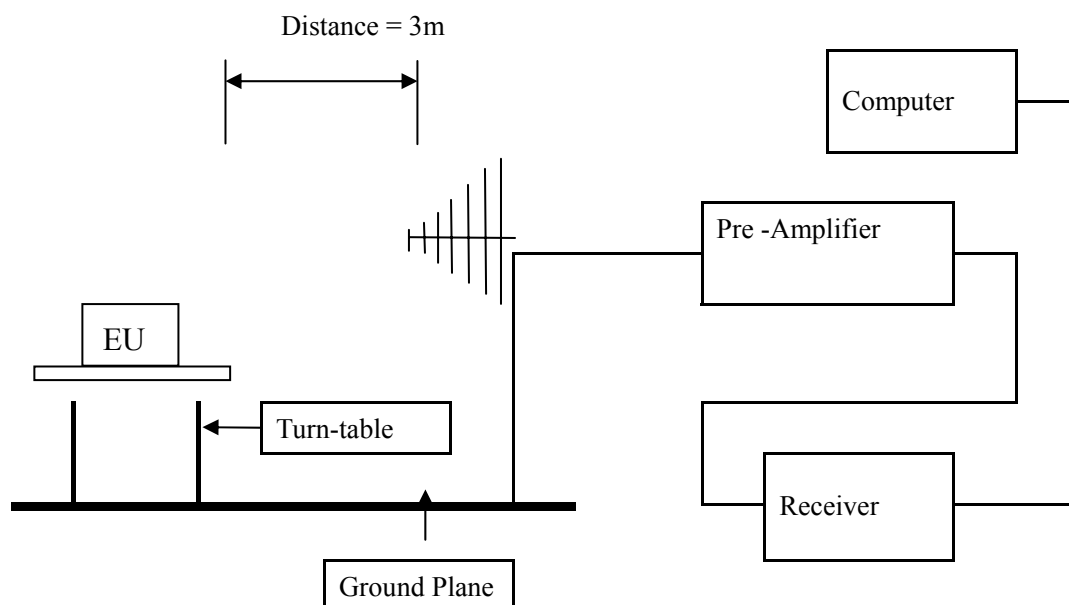 Distance = 3m
Computer
Pre -Amplifier
EU
Turn-table
Receiver
Ground Plane